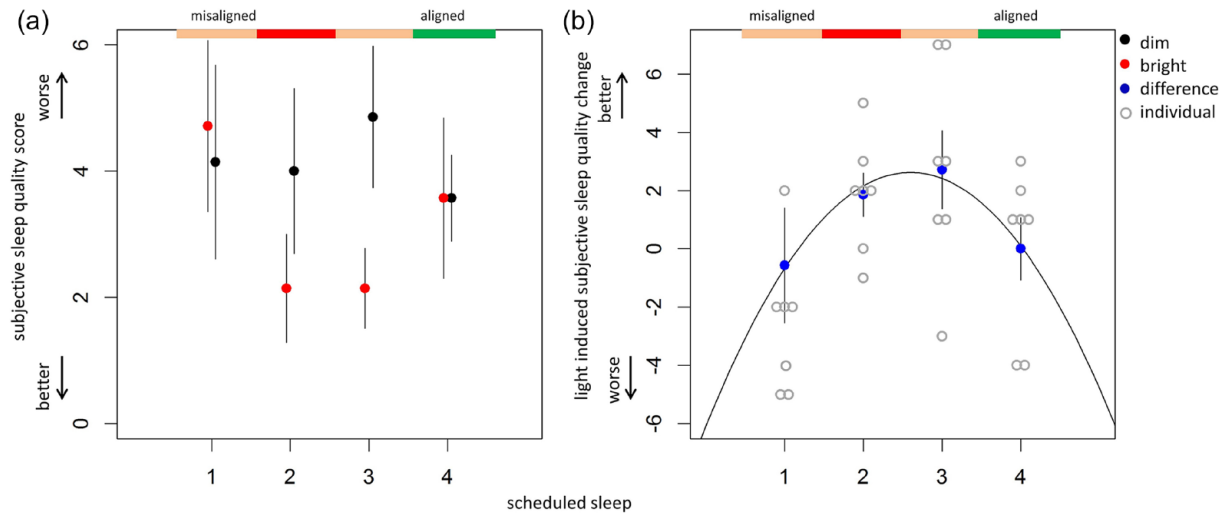 (a)
misaligned
aligned
subjective sleep quality score
worse
better
6
4
2
0
1 2 3 4
(b)
misaligned
aligned
light induced subjective sleep quality change
better
worse
6
4
2
0
-2
-4
-6
1 2 3 4
dim
bright
difference
individual
scheduled sleep